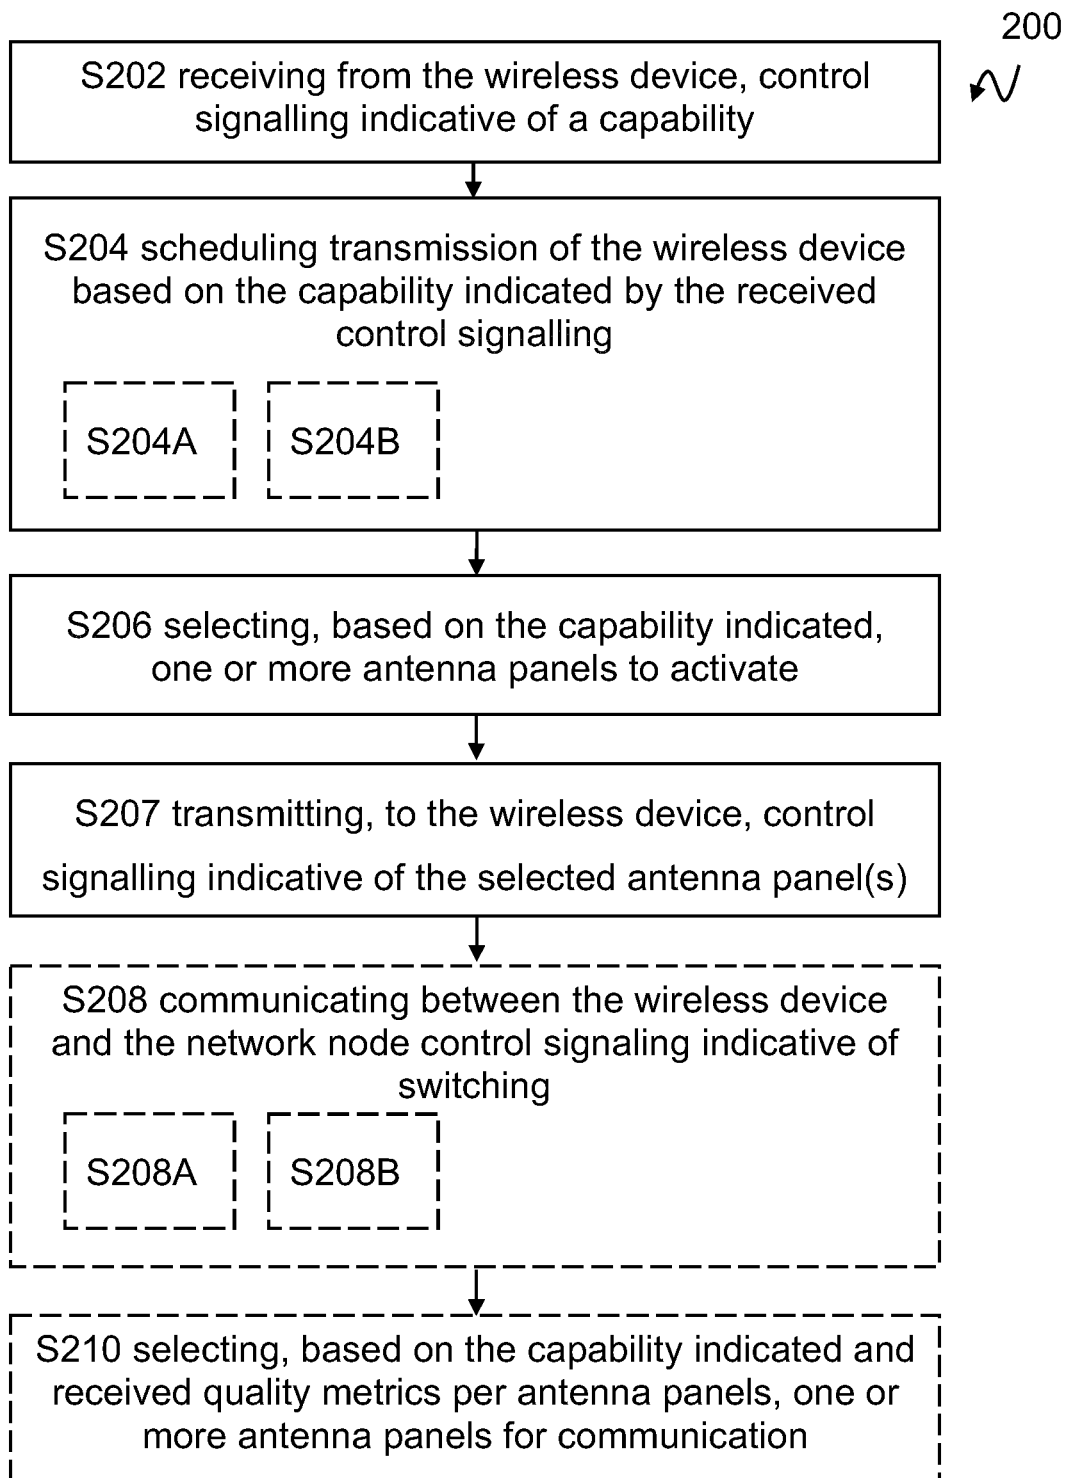 200
S202 receiving from the wireless device, control
signalling indicative of a capability
S204 scheduling transmission of the wireless device
based on the capability indicated by the received
control signalling
S204A
S204B
S206 selecting, based on the capability indicated,
one or more antenna panels to activate
S207 transmitting, to the wireless device, control
signalling indicative of the selected antenna panel(s)
S208 communicating between the wireless device
and the network node control signaling indicative of
switching
S208A
S208B
S210 selecting, based on the capability indicated and
received quality metrics per antenna panels, one or
more antenna panels for communication